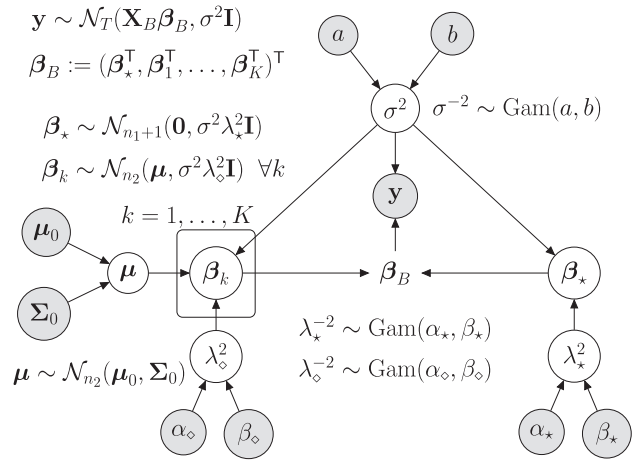 y ∼ 𝒩_T(X_Bβ_B, σ²I)
β_B := (β_⋆^⊤, β_1^⊤, . . . , β_K^⊤)^⊤
a
b
σ²
σ^{−2} ∼ Gam(a, b)
β_⋆ ∼ 𝒩_{n_1+1}(0, σ²λ_⋆²I)
β_k ∼ 𝒩_{n_2}(μ, σ²λ_⋄²I) ∀k
y
k = 1, . . . , K
μ_0
μ
β_k
β_B
β_⋆
Σ_0
λ_⋆^{−2} ∼ Gam(α_⋆, β_⋆)
λ_⋄²
λ_⋆²
λ_⋄^{−2} ∼ Gam(α_⋄, β_⋄)
μ ∼ 𝒩_{n_2}(μ_0, Σ_0)
α_⋄
β_⋄
α_⋆
β_⋆